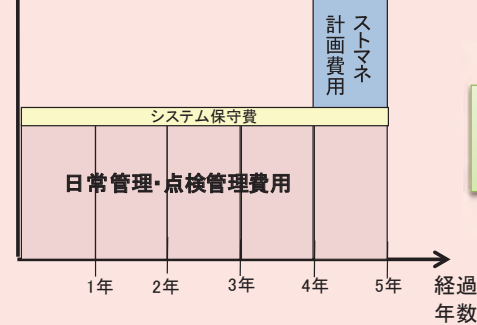 ストマネ
計画費用
システム保守費
日常管理・点検管理費用
1年
2年
3年
4年
5年
経過
年数